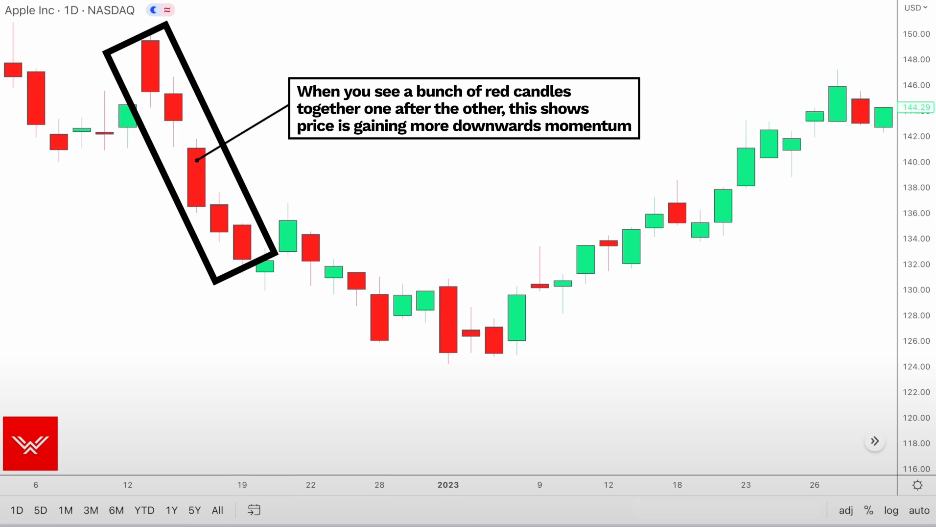 Apple Inc · 1D · NASDAQ
USD
150.00
148.00
When you see a bunch of red candles
together one after the other, this shows
price is gaining more downwards momentum
146.00
144.29
142.00
140.00
138.00
136.00
134.00
132.00
130.00
128.00
126.00
124.00
122.00
120.00
118.00
116.00
6 12 19 22 28 2023 9 12 18 23 26
1D 5D 1M 3M 6M YTD 1Y 5Y All adj % log auto